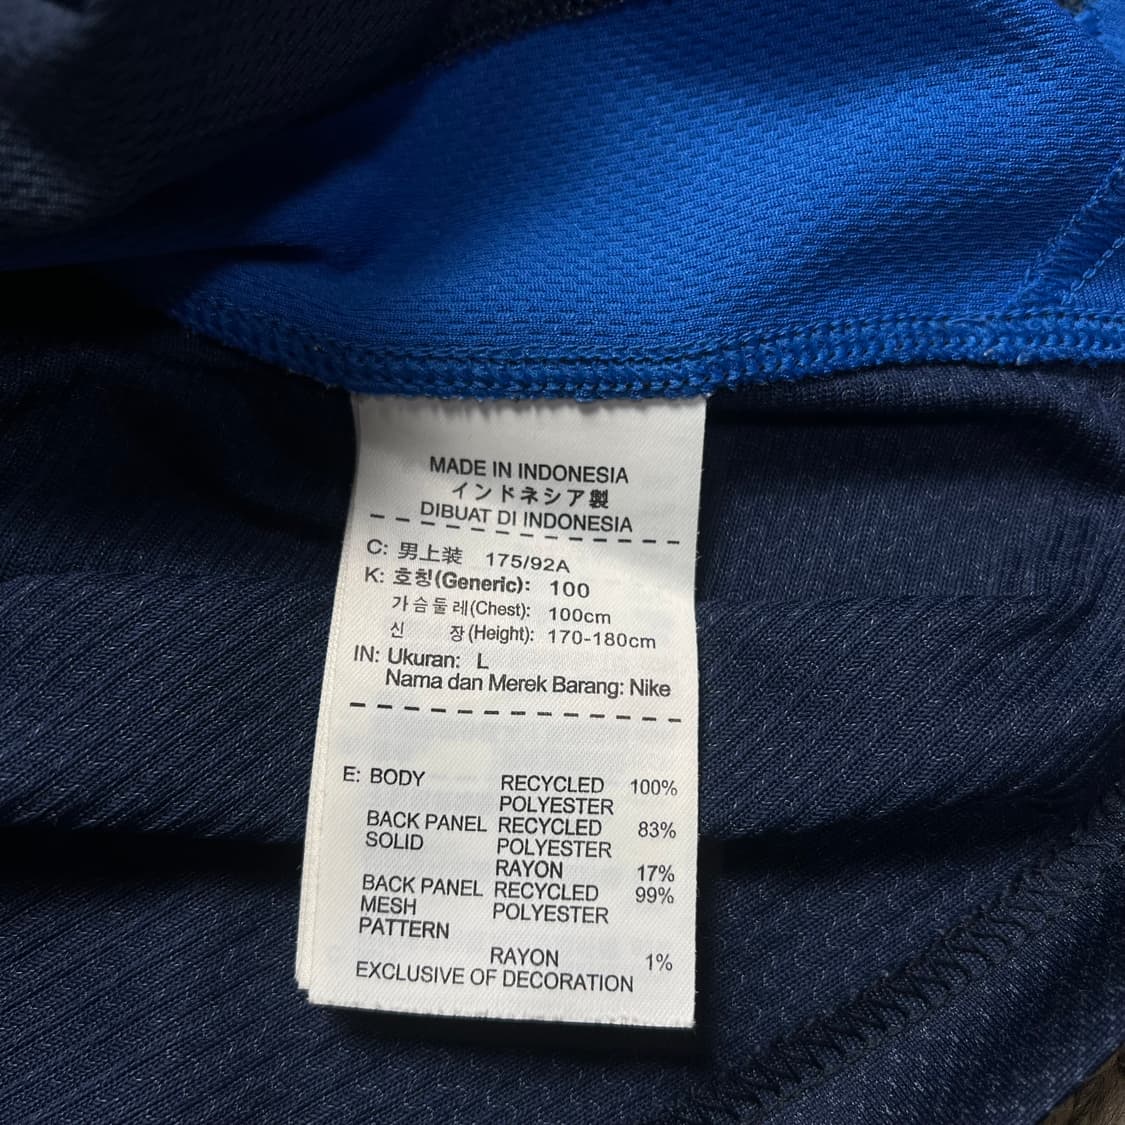 MADE IN INDONESIA
インドネシア製
DIBUAT DI INDONESIA
C: 男上装 175/92A
K: 호칭(Generic): 100
가슴둘레(Chest): 100cm
신 장(Height): 170-180cm
IN: Ukuran: L
Nama dan Merek Barang: Nike
E: BODY RECYCLED 100%
POLYESTER
BACK PANEL RECYCLED 83%
SOLID POLYESTER
RAYON 17%
BACK PANEL RECYCLED 99%
MESH POLYESTER
PATTERN
RAYON 1%
EXCLUSIVE OF DECORATION